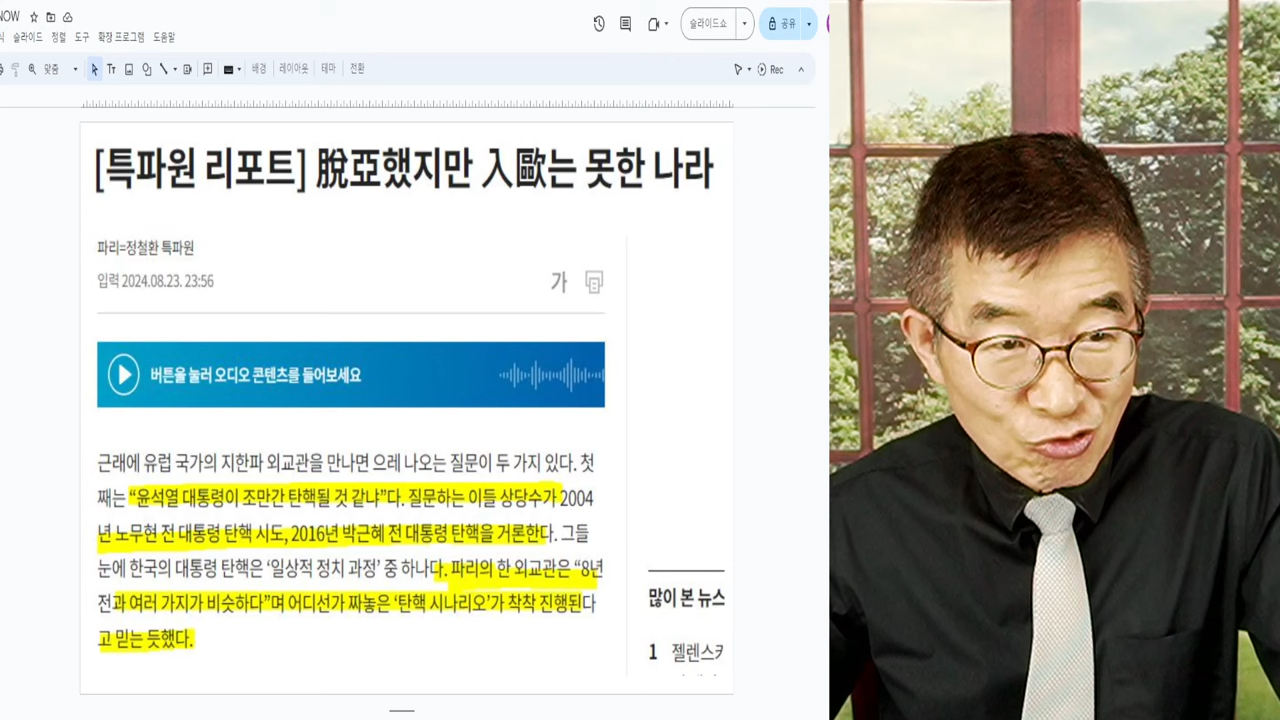 NOW
슬라이드 정렬 도구 확장 프로그램 도움말
슬라이드쇼
공유
맞춤
Tт
배경
레이아웃
테마
전환
Rec
[특파원 리포트] 脫亞했지만 入歐는 못한 나라
파리=정철환 특파원
입력 2024.08.23. 23:56
가
버튼을 눌러 오디오 콘텐츠를 들어보세요
근래에 유럽 국가의 지한파 외교관을 만나면 으레 나오는 질문이 두 가지 있다. 첫
째는 “윤석열 대통령이 조만간 탄핵될 것 같냐”다. 질문하는 이들 상당수가 2004
년 노무현 전 대통령 탄핵 시도, 2016년 박근혜 전 대통령 탄핵을 거론한다. 그들
눈에 한국의 대통령 탄핵은 ‘일상적 정치 과정’ 중 하나다. 파리의 한 외교관은 “8년
전과 여러 가지가 비슷하다”며 어디선가 짜놓은 ‘탄핵 시나리오’가 착착 진행된다
고 믿는 듯했다.
많이 본 뉴스
1 젤렌스키